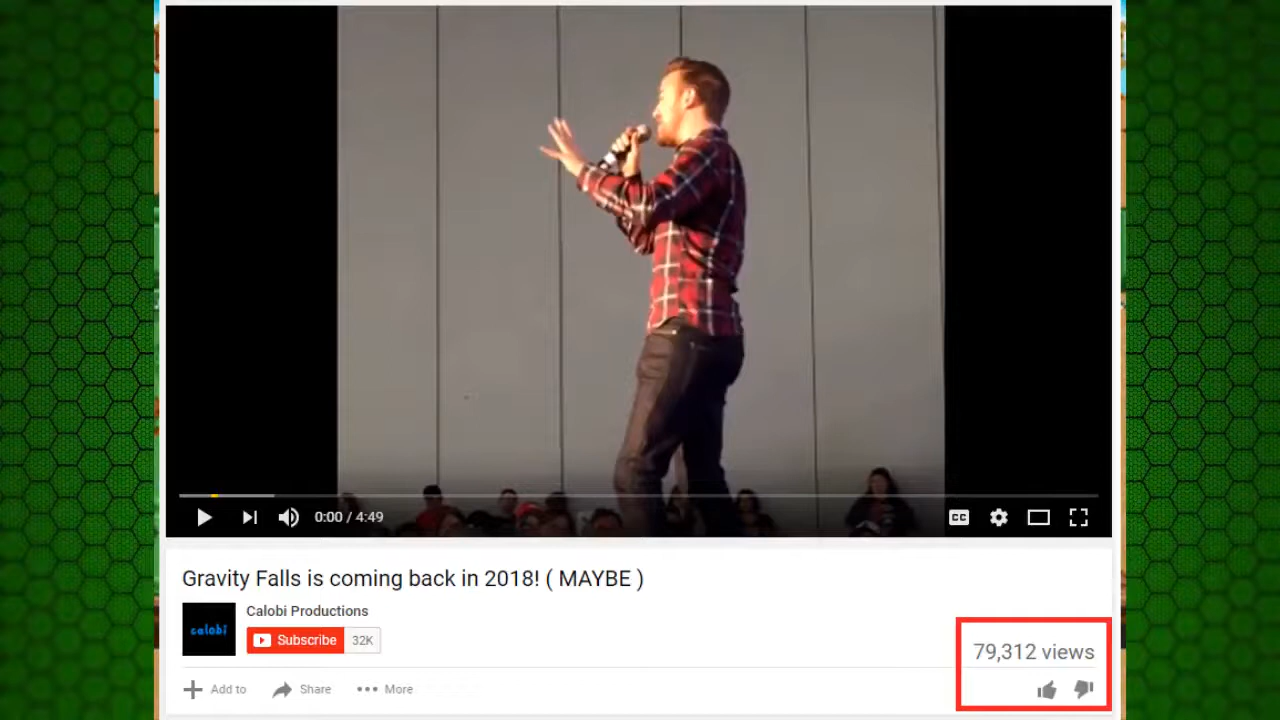 0:00 / 4:49
CC
Gravity Falls is coming back in 2018! ( MAYBE )
calobi
Calobi Productions
Subscribe 32K
79,312 views
Add to Share More